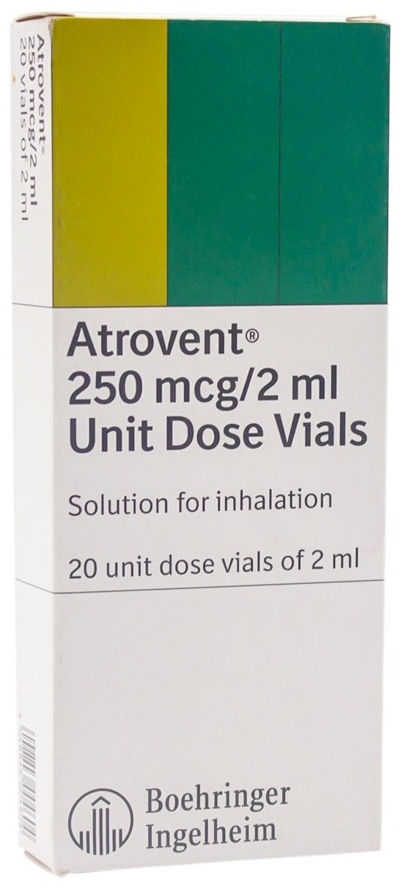 Atrovent®
250 mcg/2 ml
20 vials of 2 ml
Atrovent®
250 mcg/2 ml
Unit Dose Vials
Solution for inhalation
20 unit dose vials of 2 ml
Boehringer
Ingelheim